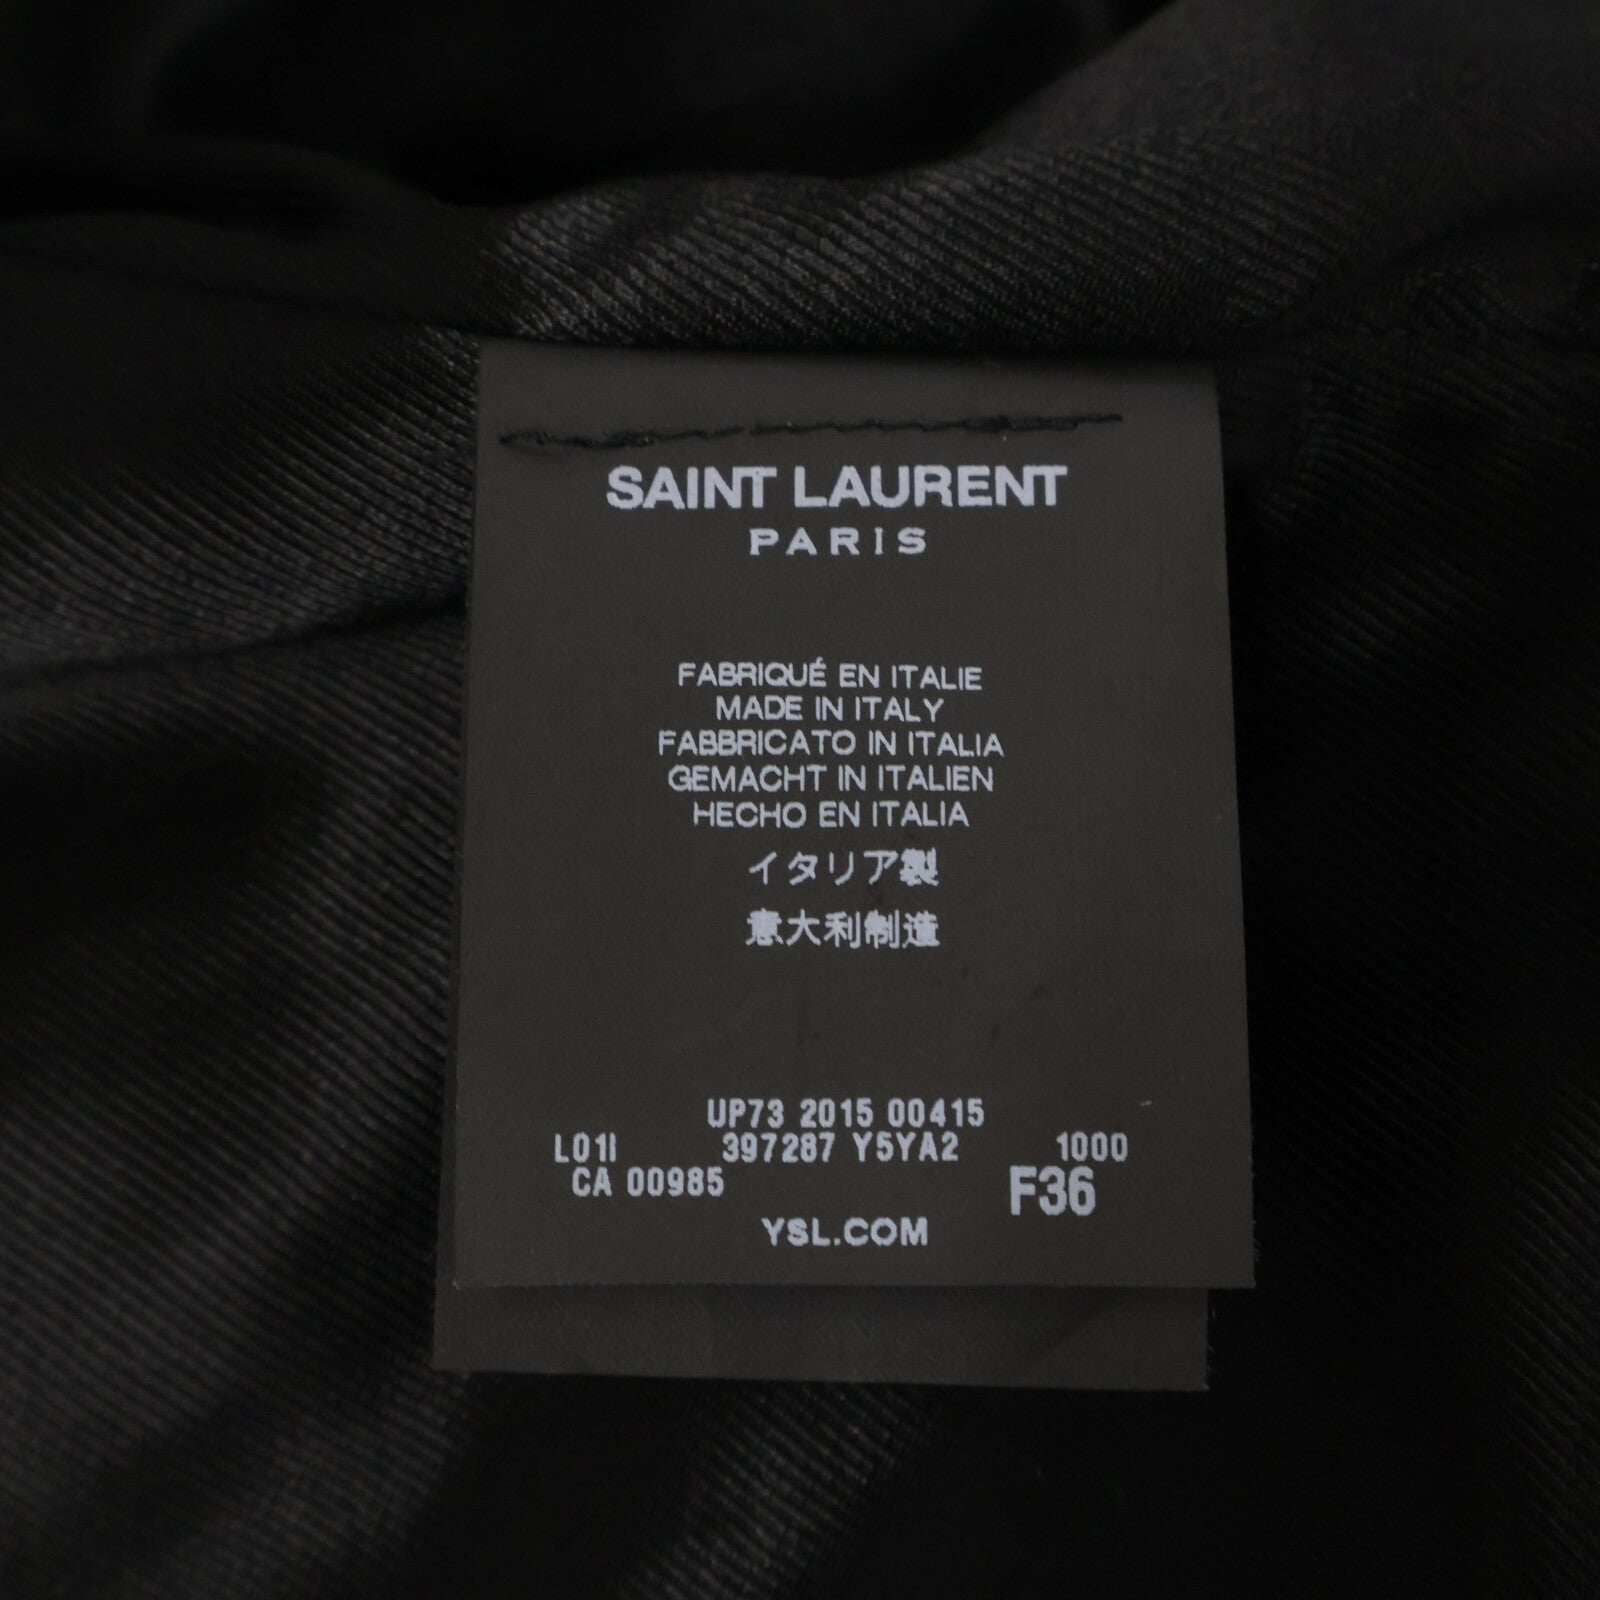 SAINT LAURENT
PARIS
FABRIQUÉ EN ITALIE
MADE IN ITALY
FABBRICATO IN ITALIA
GEMACHT IN ITALIEN
HECHO EN ITALIA
イタリア製
意大利制造
UP73 2015 00415
L01I 397287 Y5YA2 1000
CA 00985 F36
YSL.COM